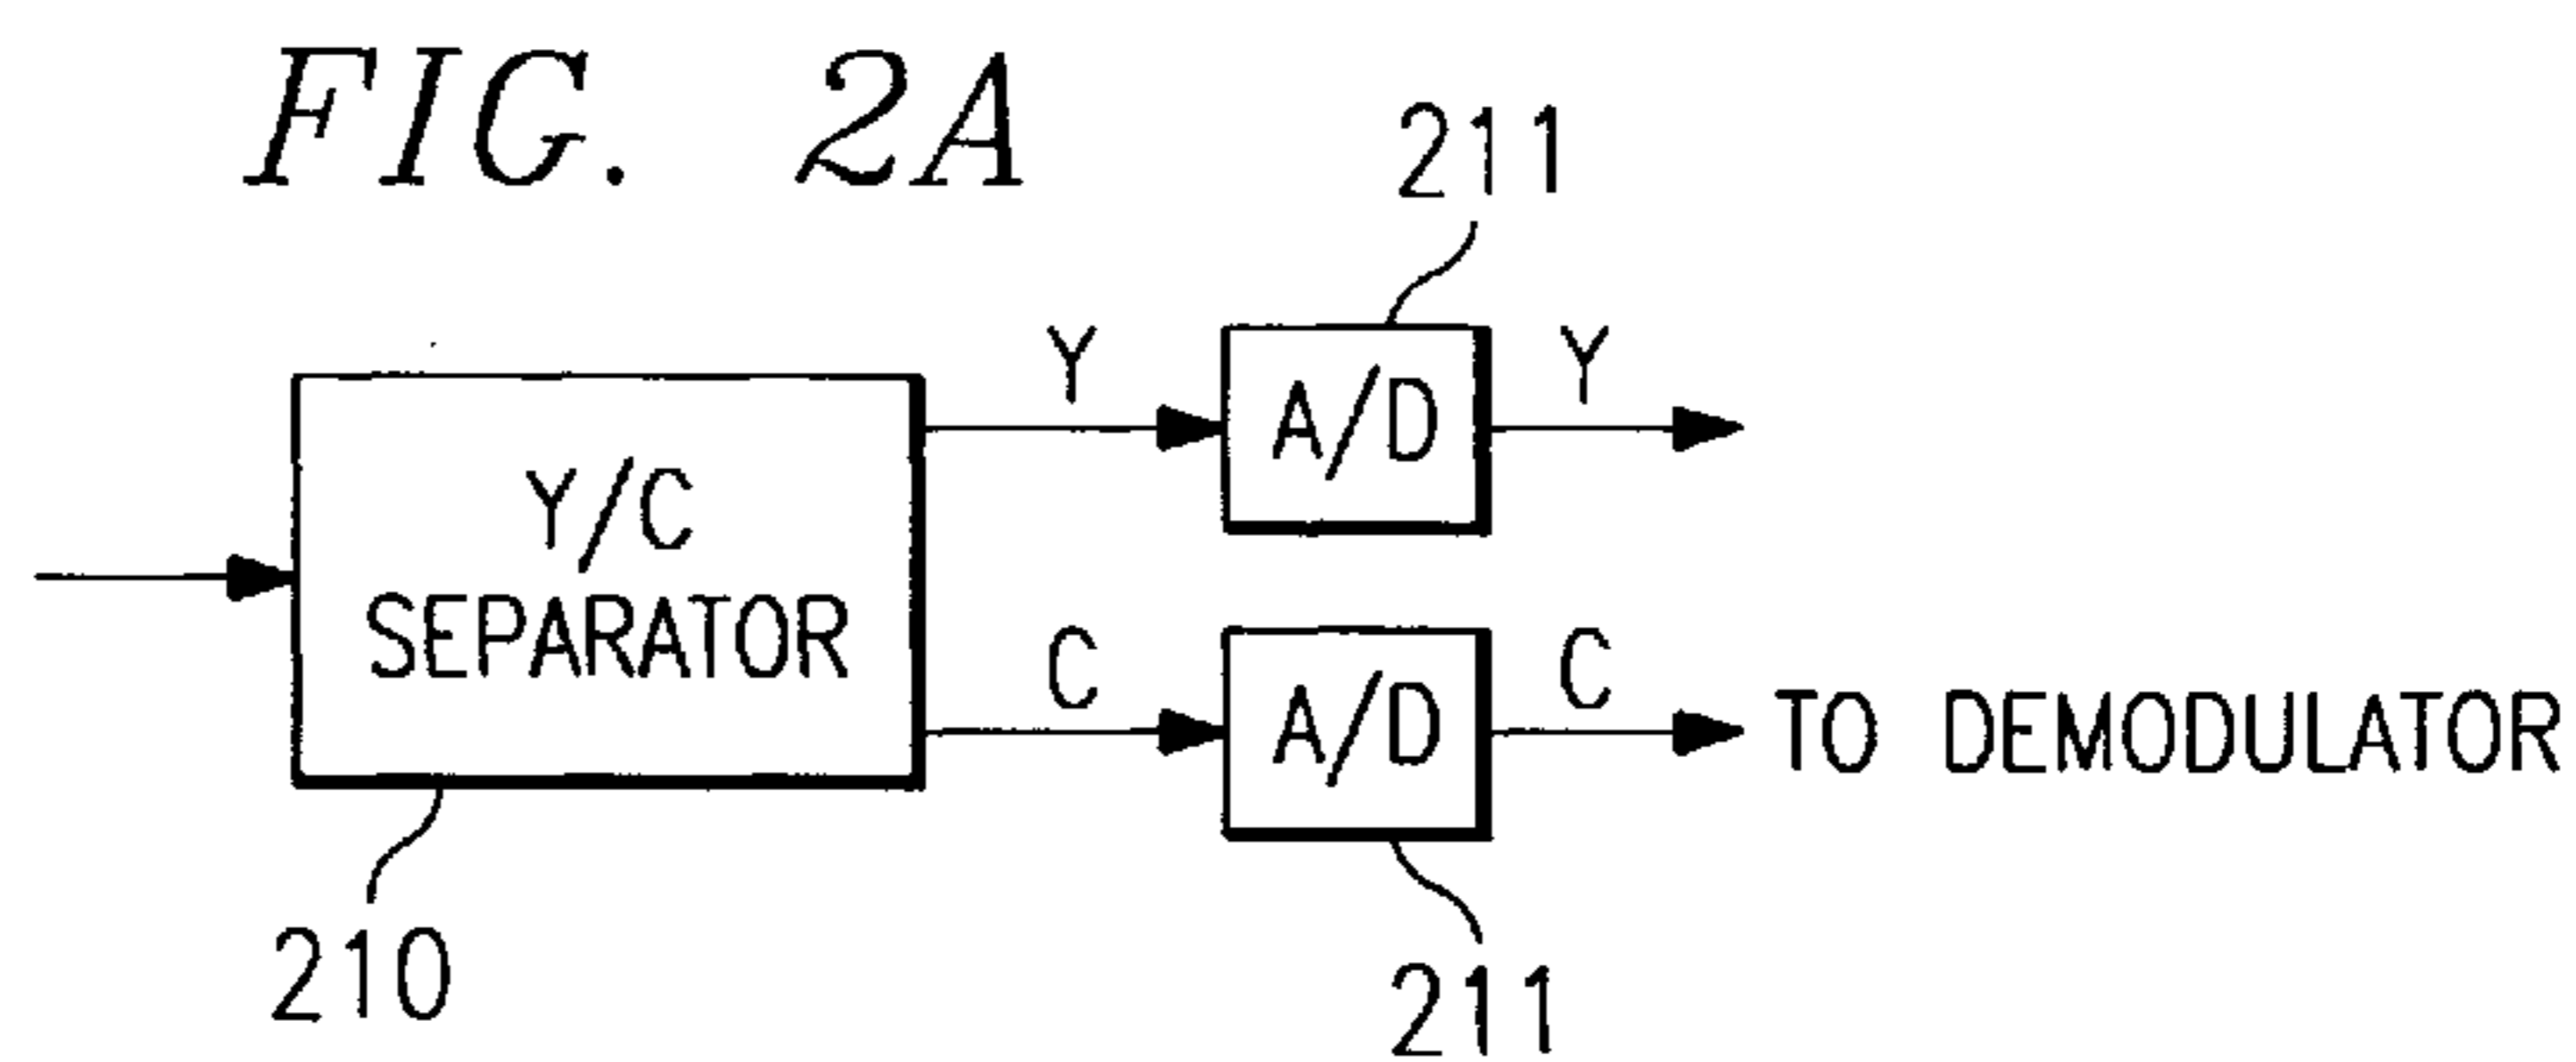 FIG. 2A
211
Y
A/D
Y
Y/C
SEPARATOR
C
A/D
C
TO DEMODULATOR
210
211